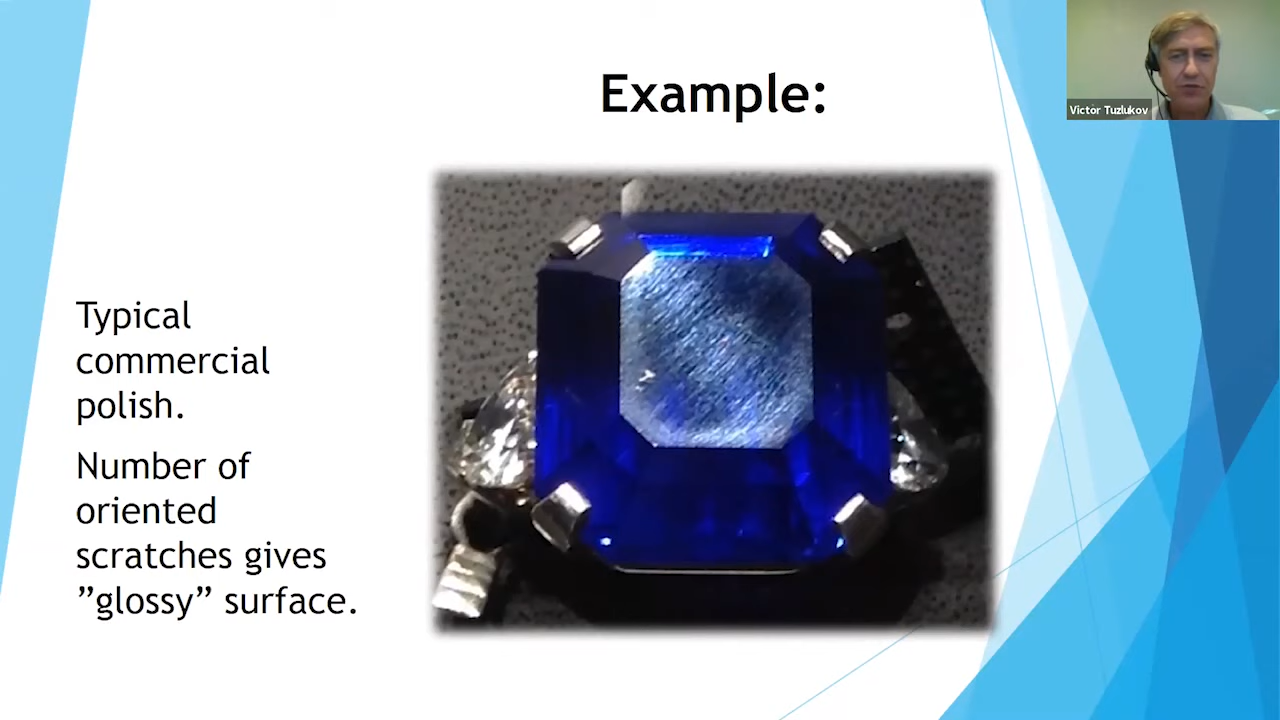 Example:
Typical
commercial
polish.
Number of
oriented
scratches gives
”glossy” surface.
Victor Tuzlukov